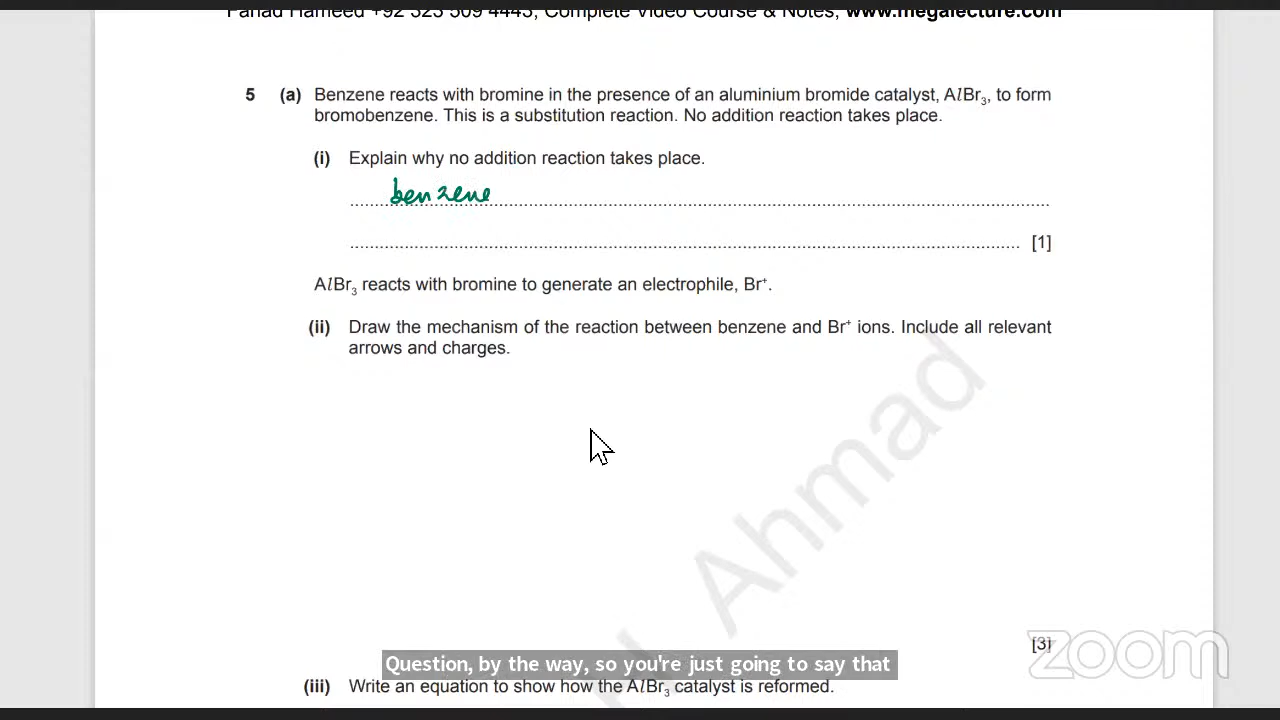 Fahad Hameed +92 323 509 4443, Complete Video Course & Notes, www.megalecture.com
5 (a) Benzene reacts with bromine in the presence of an aluminium bromide catalyst, AlBr3, to form
bromobenzene. This is a substitution reaction. No addition reaction takes place.
(i) Explain why no addition reaction takes place.
benzene
[1]
AlBr3 reacts with bromine to generate an electrophile, Br+.
(ii) Draw the mechanism of the reaction between benzene and Br+ ions. Include all relevant
arrows and charges.
Ahmad
[3]
zoom
Question, by the way, so you're just going to say that
(iii) Write an equation to show how the AlBr3 catalyst is reformed.